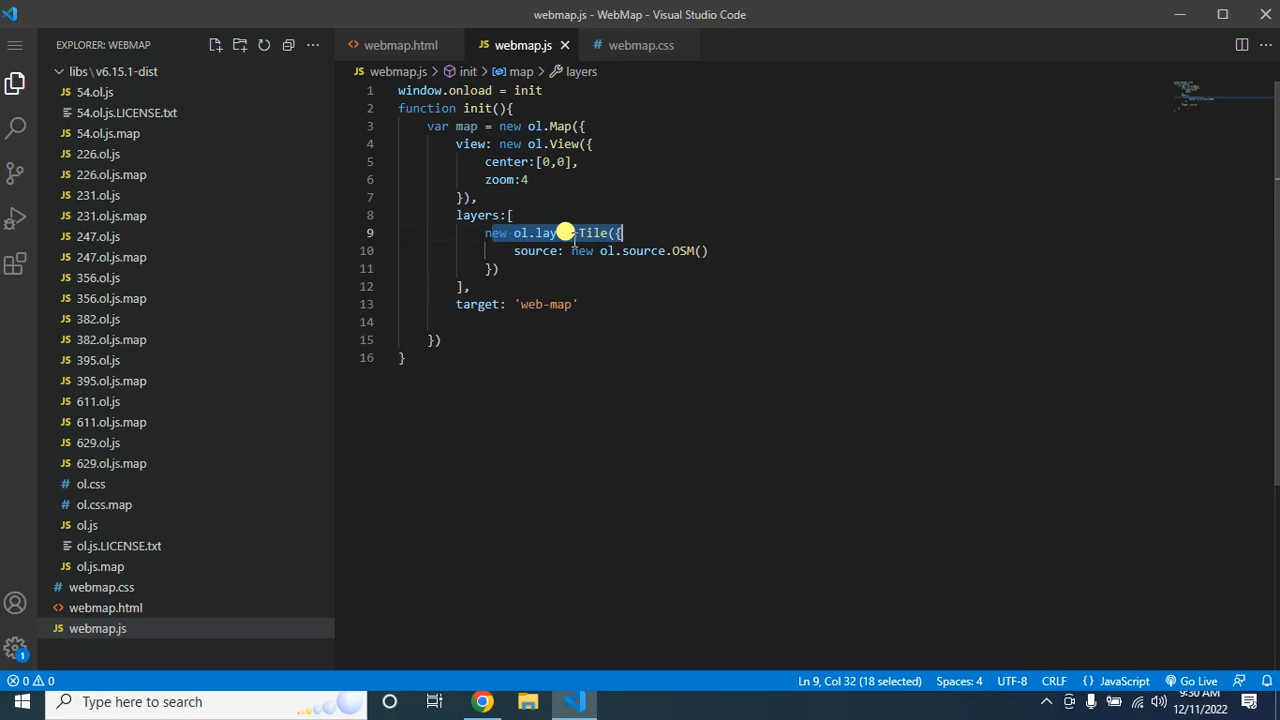 webmap.js - WebMap - Visual Studio Code
EXPLORER: WEBMAP
webmap.html
webmap.js
webmap.css
webmap.js > init > map > layers
libs\v6.15.1-dist
54.ol.js
54.ol.js.LICENSE.txt
54.ol.js.map
226.ol.js
226.ol.js.map
231.ol.js
231.ol.js.map
247.ol.js
247.ol.js.map
356.ol.js
356.ol.js.map
382.ol.js
382.ol.js.map
395.ol.js
395.ol.js.map
611.ol.js
611.ol.js.map
629.ol.js
629.ol.js.map
ol.css
ol.css.map
ol.js
ol.js.LICENSE.txt
ol.js.map
webmap.css
webmap.html
webmap.js
1 window.onload = init
2 function init(){
3 var map = new ol.Map({
4 view: new ol.View({
5 center:[0,0],
6 zoom:4
7 }),
8 layers:[
9 new Tile({
10 source: new ol.source.OSM()
11 })
12 ],
13 target: 'web-map'
14
15 })
16 }
1
0 0
Ln 9, Col 32 (18 selected)
Spaces: 4
UTF-8
CRLF
{ } JavaScript
Go Live
Type here to search
9:30 AM
12/11/2022